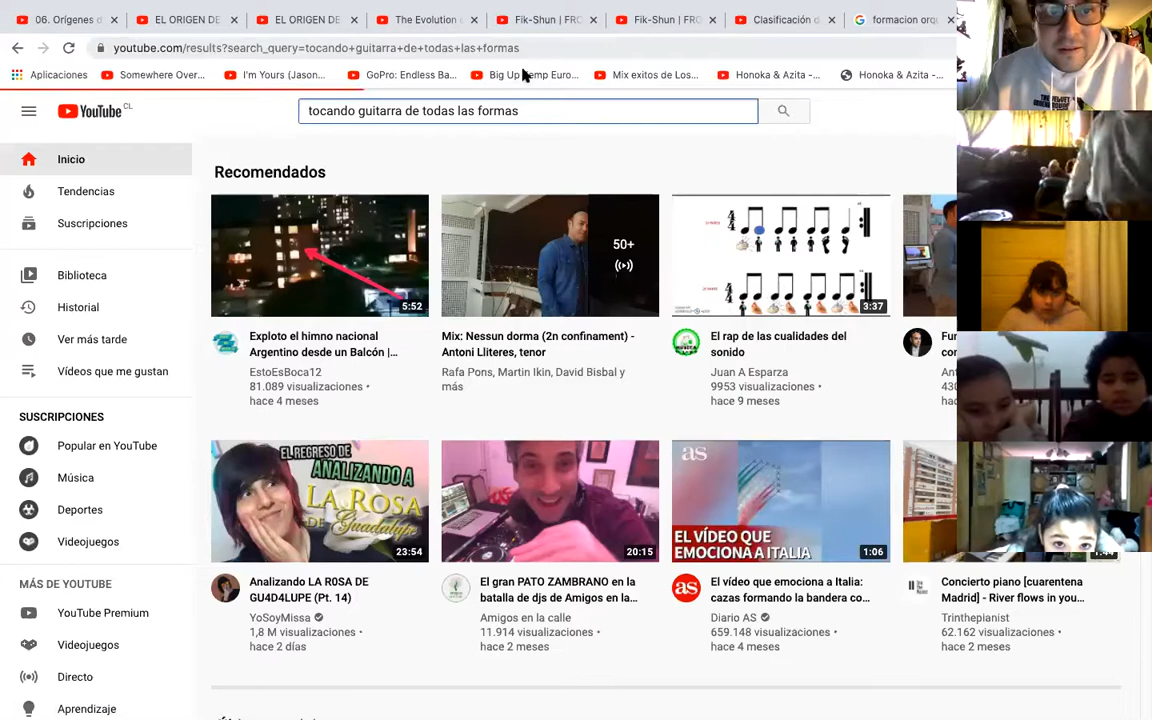 06. Orígenes d
EL ORIGEN DE
EL ORIGEN DE
The Evolution o
Fik-Shun | FRO
Fik-Shun | FRO
Clasificación d
formacion orqu
youtube.com/results?search_query=tocando+guitarra+de+todas+las+formas
Aplicaciones
Somewhere Over...
I'm Yours (Jason...
GoPro: Endless Ba...
Mix exitos de Los...
Honoka & Azita -...
Honoka & Azita -...
YouTube CL
tocando guitarra de todas las formas
Inicio
Tendencias
Suscripciones
Biblioteca
Historial
Ver más tarde
Vídeos que me gustan
SUSCRIPCIONES
Popular en YouTube
Música
Deportes
Videojuegos
MÁS DE YOUTUBE
YouTube Premium
Videojuegos
Directo
Aprendizaje
Recomendados
5:52
Exploto el himno nacional
Argentino desde un Balcón |...
EstoEsBoca12
81.089 visualizaciones •
hace 4 meses
50+
Mix: Nessun dorma (2n confinament) -
Antoni Lliteres, tenor
Rafa Pons, Martin Ikin, David Bisbal y
más
3:37
El rap de las cualidades del
sonido
Juan A Esparza
9953 visualizaciones •
hace 9 meses
EL REGRESO DE
ANALIZANDO A
LA ROSA
DE GUADALUPE
23:54
Analizando LA ROSA DE
GU4D4LUPE (Pt. 14)
YoSoyMissa
1,8 M visualizaciones •
hace 2 días
20:15
El gran PATO ZAMBRANO en la
batalla de djs de Amigos en la...
Amigos en la calle
11.914 visualizaciones •
hace 2 meses
as
EL VÍDEO QUE
EMOCIONA A ITALIA
1:06
El vídeo que emociona a Italia:
cazas formando la bandera co...
as
Diario AS
659.148 visualizaciones •
hace 4 meses
Concierto piano [cuarentena
Madrid] - River flows in you...
Trinthepianist
62.162 visualizaciones •
hace 2 meses